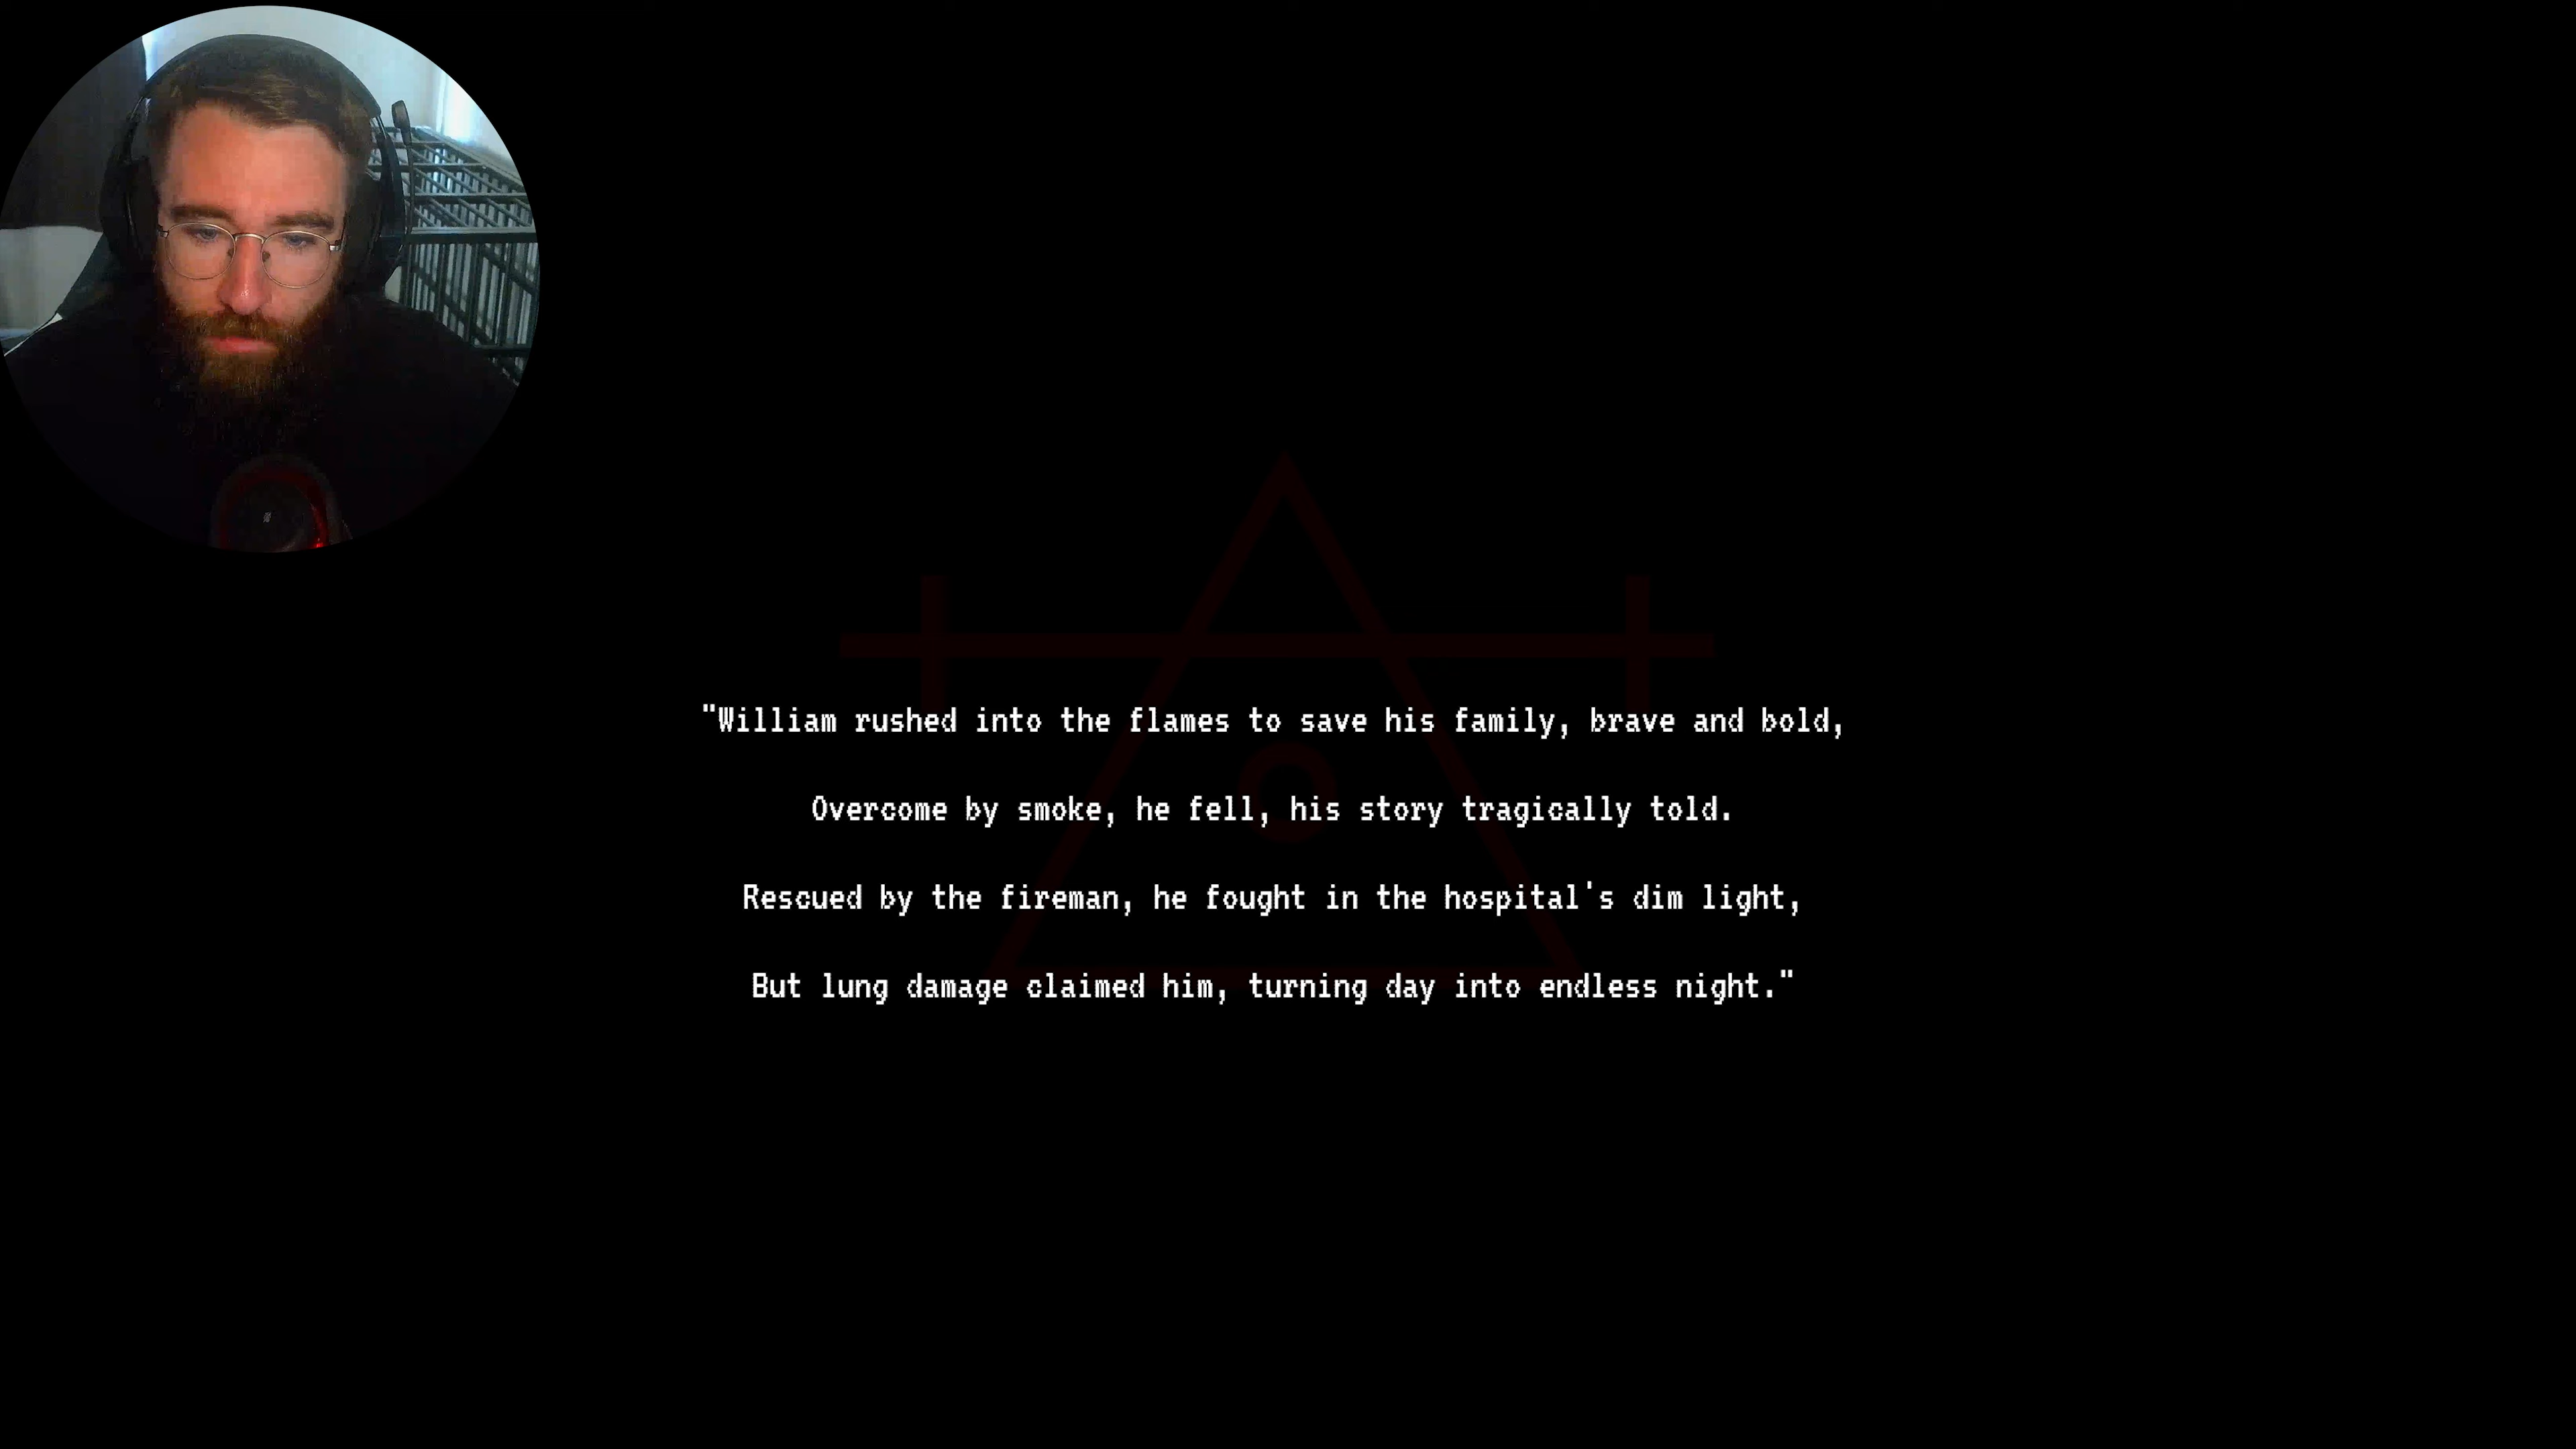 "William rushed into the flames to save his family, brave and bold,
Overcome by smoke, he fell, his story tragically told.
Rescued by the fireman, he fought in the hospital's dim light,
But lung damage claimed him, turning day into endless night."